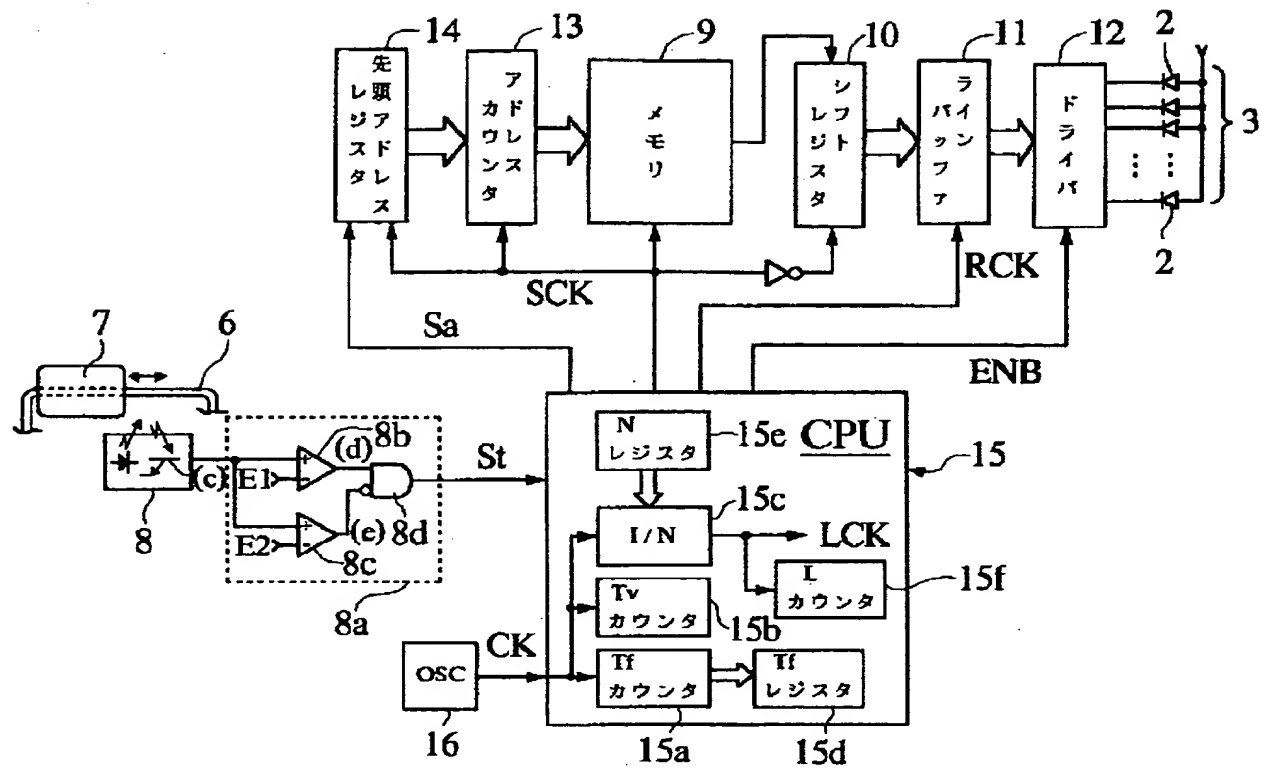 14
13
9
10
11
12
2
先頭アドレス
レジスタ
アドレス
カウンタ
メモリ
シフト
レジスタ
ライン
バッファ
ドライバ
3
2
SCK
RCK
Sa
ENB
7
6
8
(c)
E1
E2
(d)
(e)
8b
8c
8d
8a
St
CPU
15
N
レジスタ
15e
1/N
15c
LCK
L
カウンタ
15f
Tv
カウンタ
15b
OSC
16
CK
Tf
カウンタ
15a
Tf
レジスタ
15d